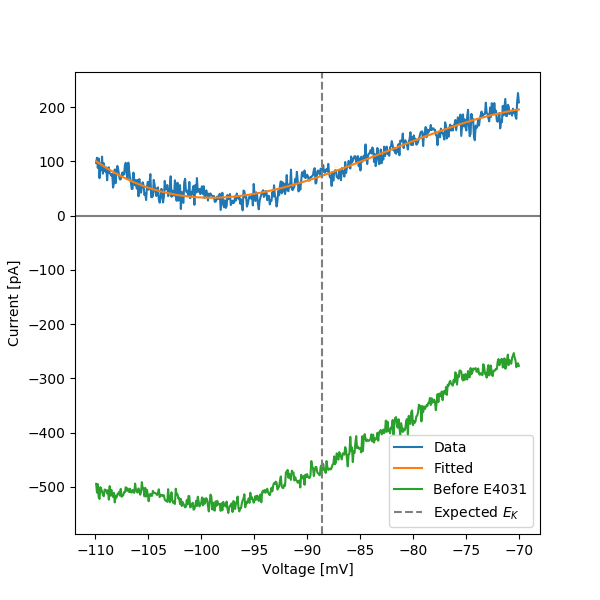 200
100
0
−100
−200
−300
−400
−500
Current [pA]
Data
Fitted
Before E4031
Expected E_K
−110 −105 −100 −95 −90 −85 −80 −75 −70
Voltage [mV]